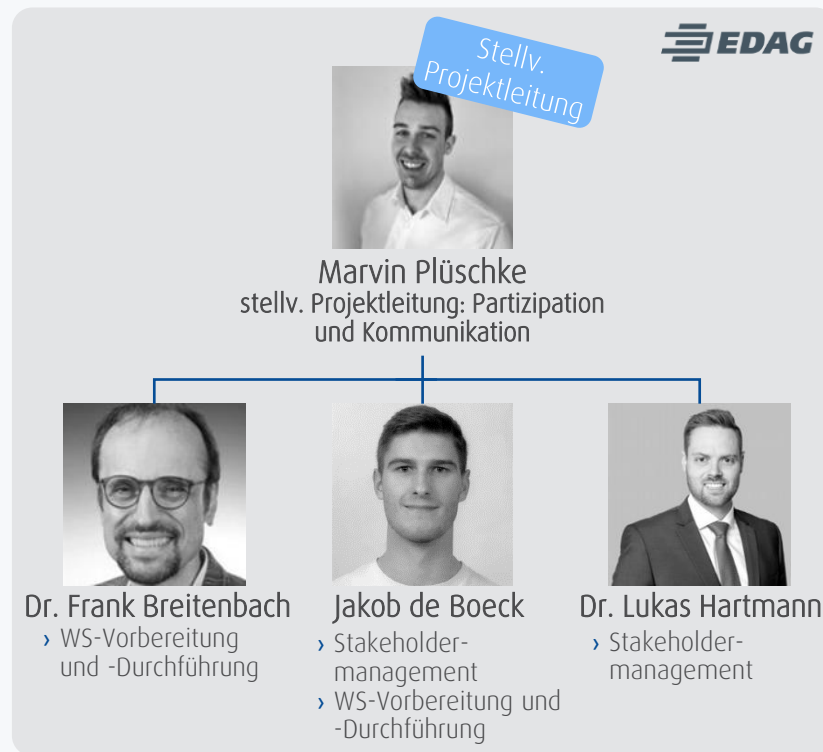 EDAG
Stellv.
Projektleitung
Marvin Plüschke
stellv. Projektleitung: Partizipation
und Kommunikation
Dr. Frank Breitenbach
› WS-Vorbereitung
und -Durchführung
Jakob de Boeck
› Stakeholder-
management
› WS-Vorbereitung und
-Durchführung
Dr. Lukas Hartmann
› Stakeholder-
management